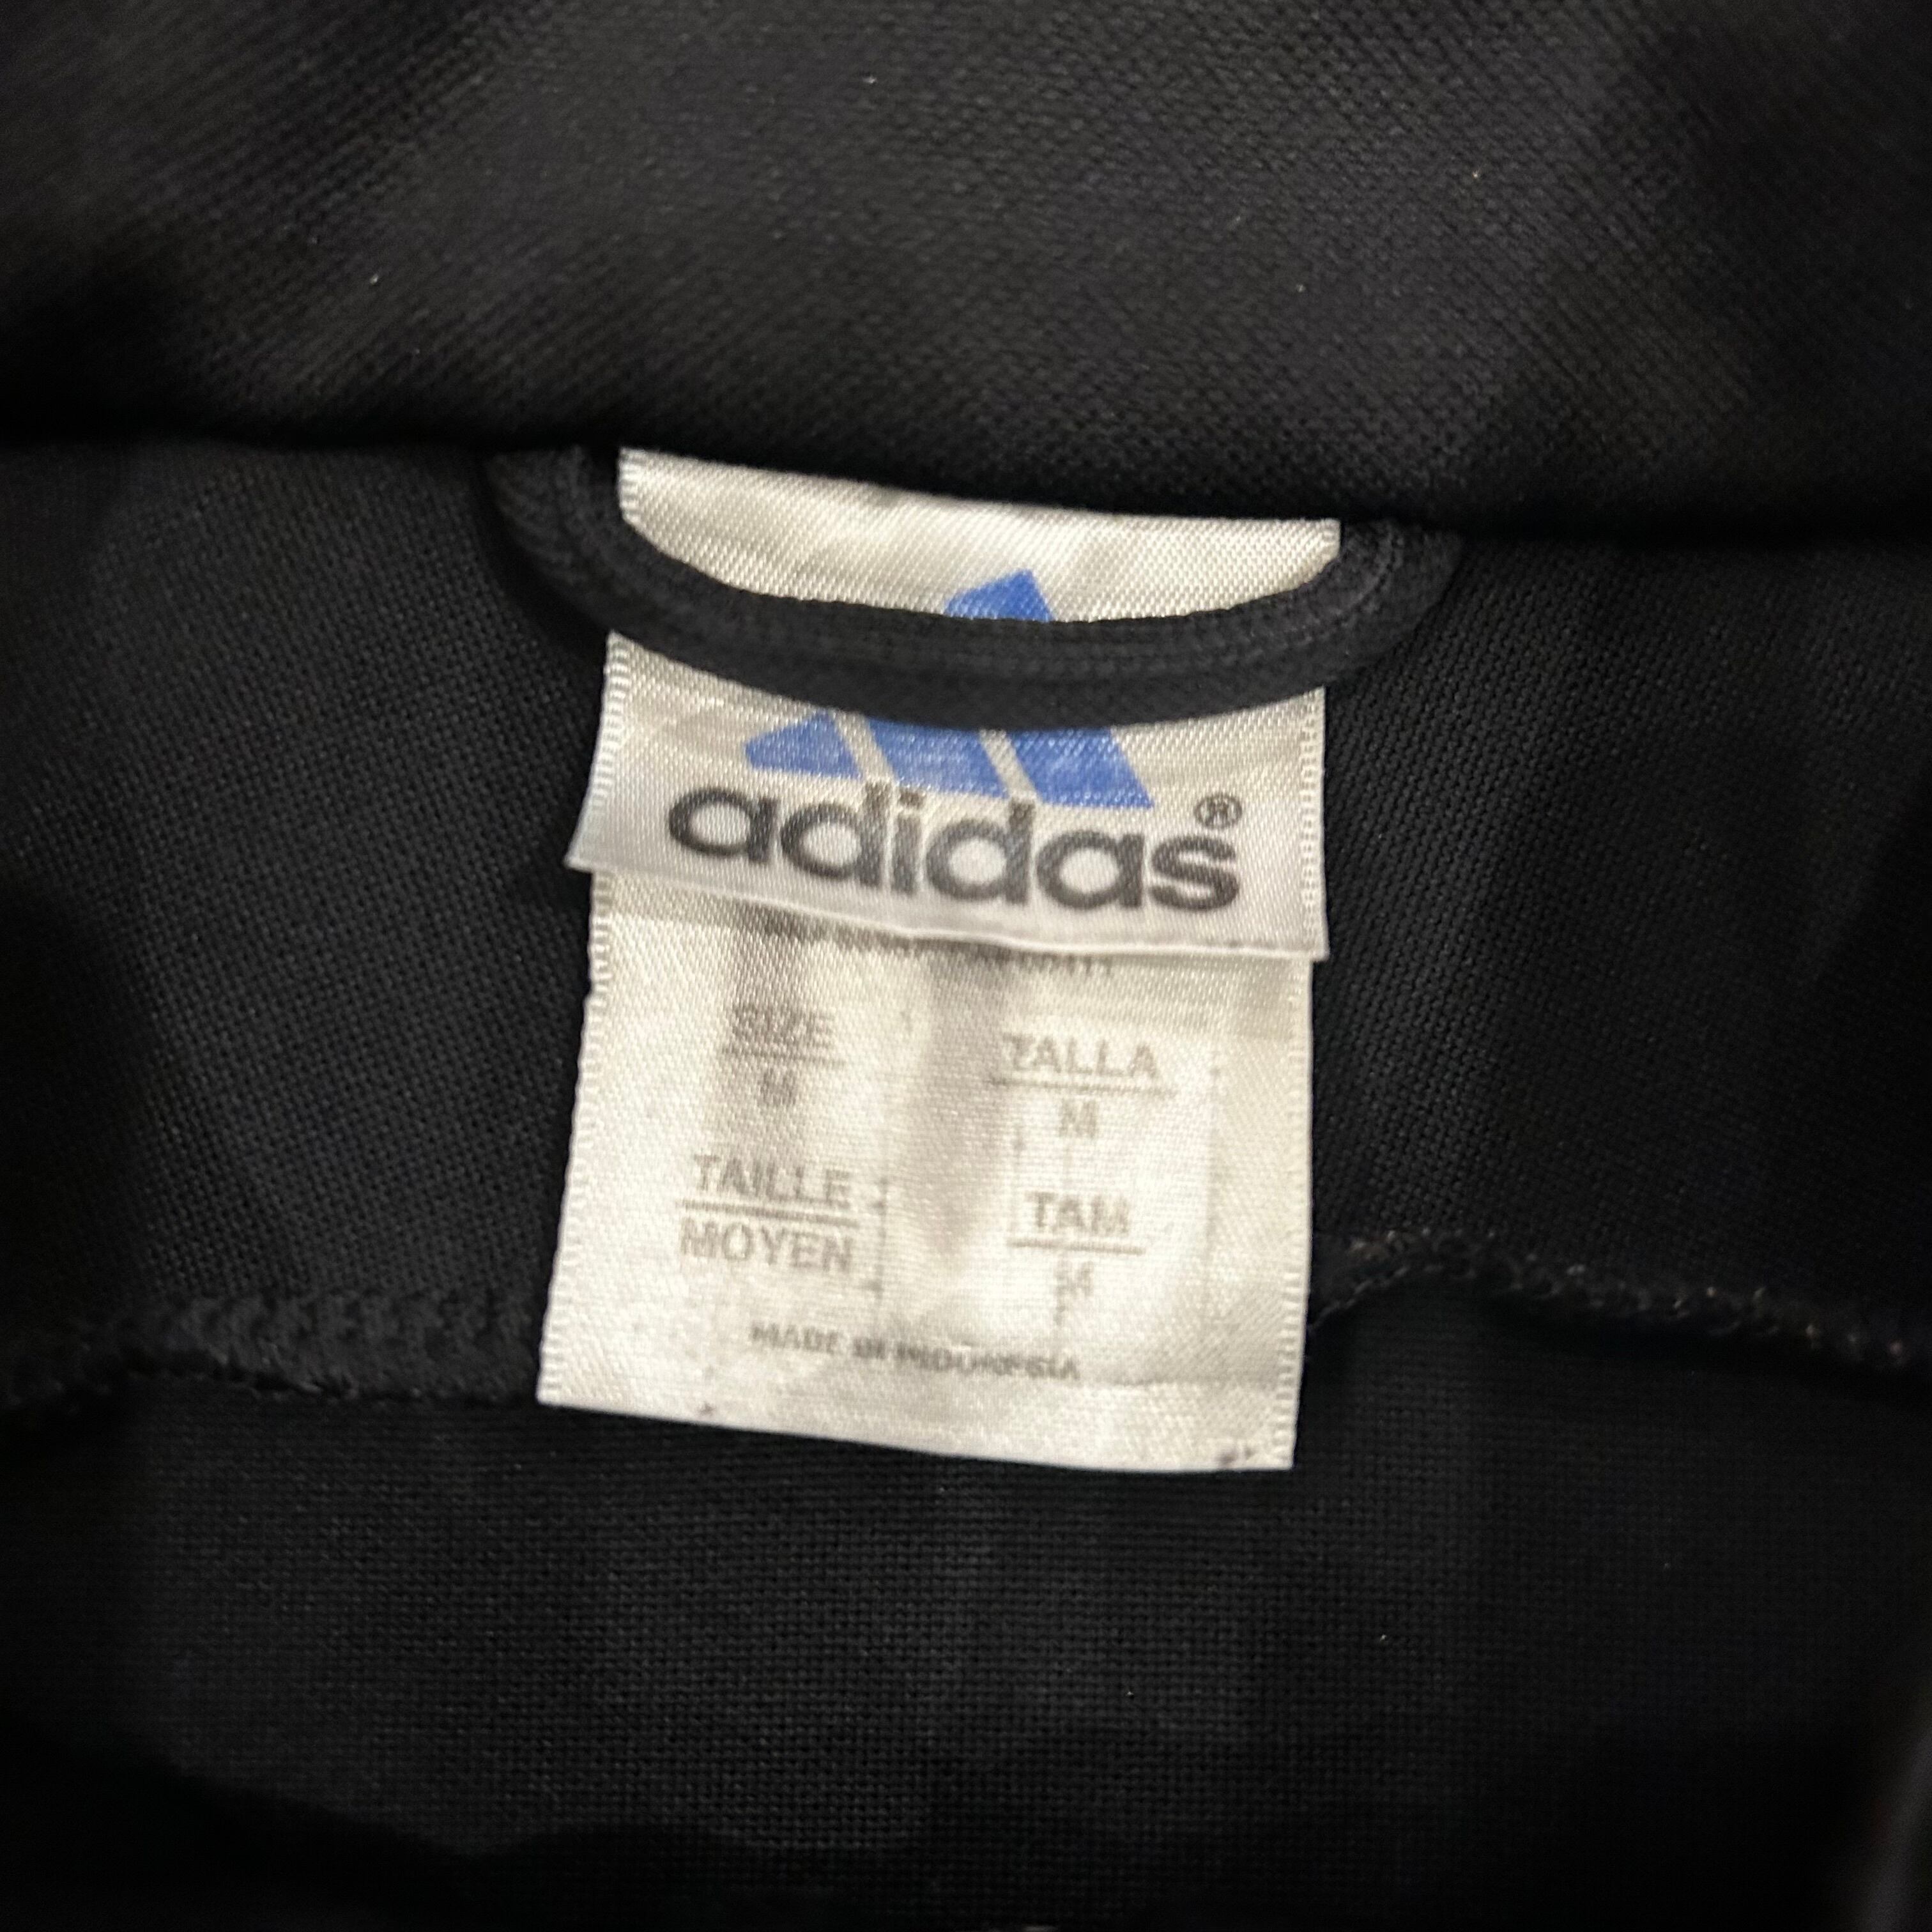 adidas®
SIZE TALLA
M M
TAILLE TAM
MOYEN M
MADE IN INDONESIA